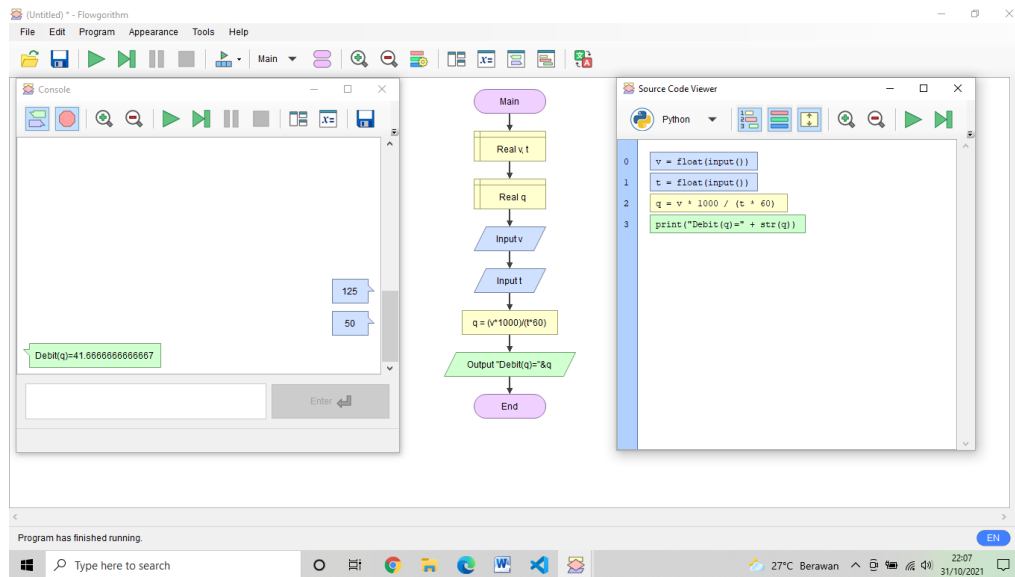 (Untitled) * - Flowgorithm
File Edit Program Appearance Tools Help
Main
Console
125
50
Debit(q)=41.6666666666667
Enter
Main
Real v, t
Real q
Input v
Input t
q = (v*1000)/(t*60)
Output "Debit(q)="&q
End
Source Code Viewer
Python
0 v = float(input())
1 t = float(input())
2 q = v * 1000 / (t * 60)
3 print("Debit(q)=" + str(q))
Program has finished running.
EN
Type here to search
27°C Berawan
22:07
31/10/2021